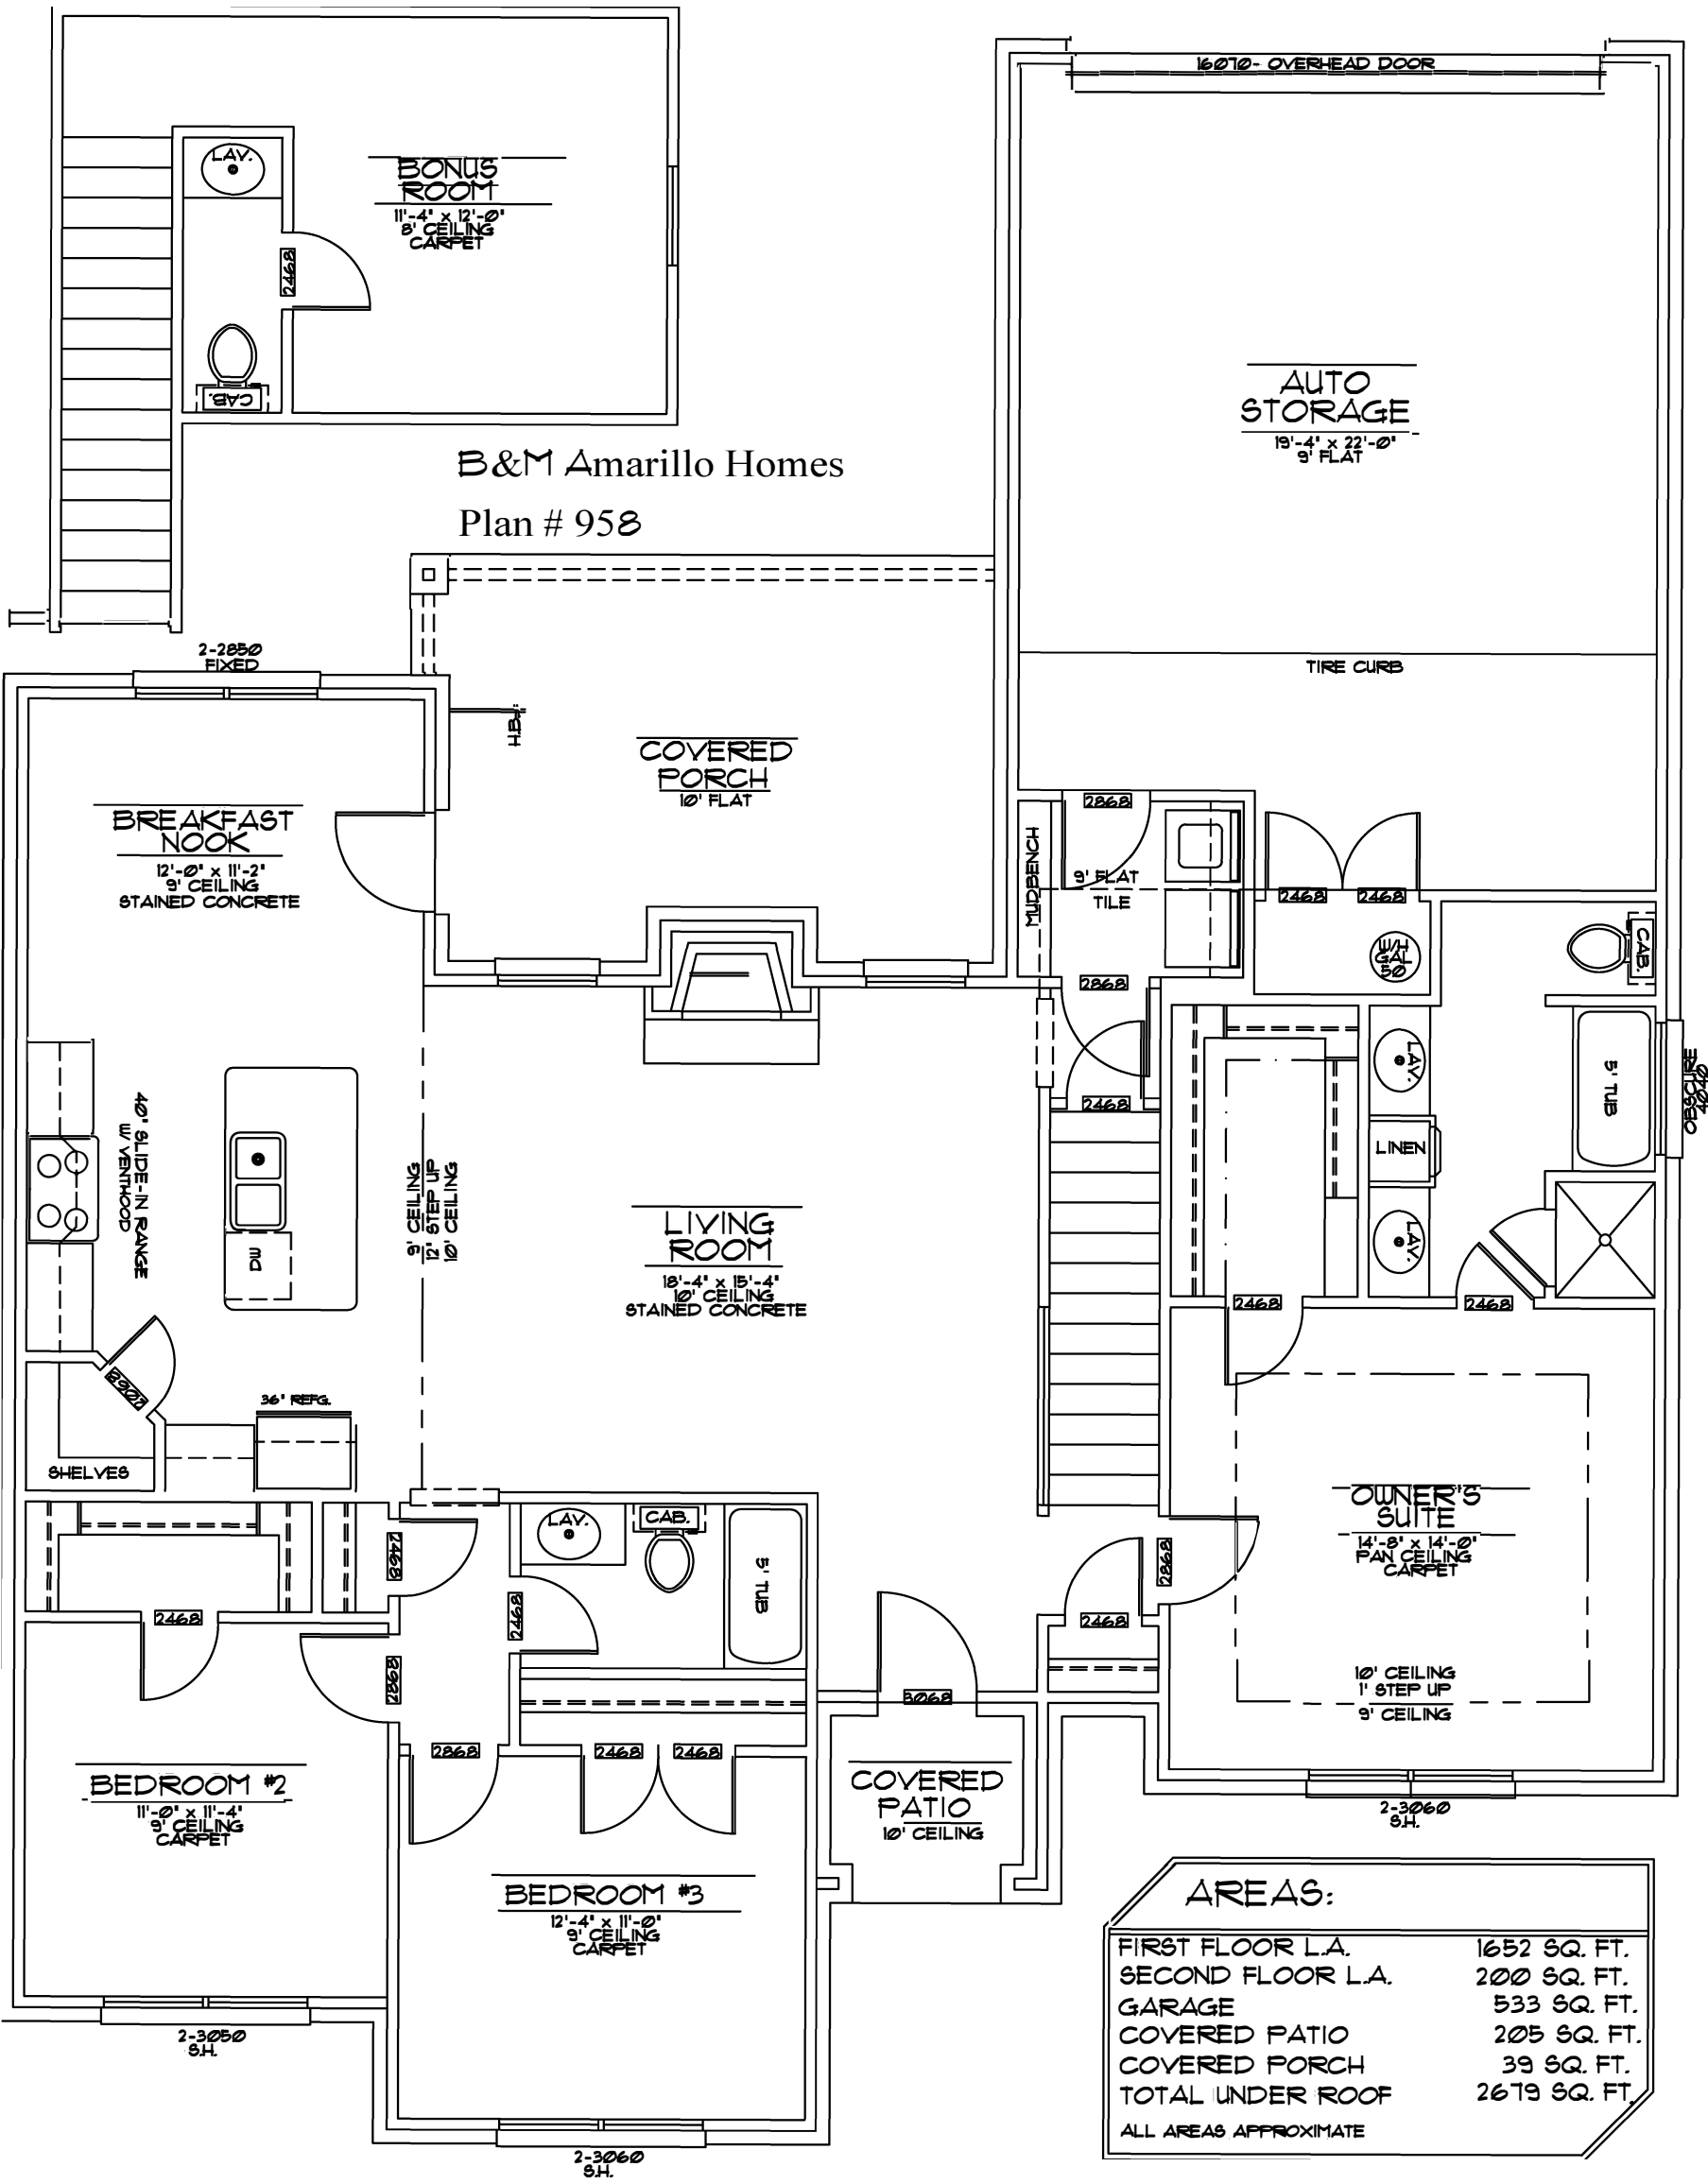 16070- OVERHEAD DOOR
LAV.
BONUS
ROOM
11'-4" x 12'-0"
8' CEILING
CARPET
2468
CAB.
AUTO
STORAGE
19'-4" x 22'-0"
9' FLAT
B&M Amarillo Homes
Plan # 958
2-2850
FIXED
TIRE CURB
H.B.
COVERED
PORCH
10' FLAT
BREAKFAST
NOOK
12'-0" x 11'-2"
9' CEILING
STAINED CONCRETE
2868
MUDBENCH
9' FLAT
TILE
2468
2468
W/H
GAL
50
CAB.
2868
2468
LAV.
LINEN
LAV.
5' TUB
OBSCURE
4040
40" SLIDE-IN RANGE
W/ VENTHOOD
DW
9' CEILING
12" STEP UP
10' CEILING
LIVING
ROOM
18'-4" x 15'-4"
10' CEILING
STAINED CONCRETE
2468
2468
36" REFG.
SHELVES
OWNER'S
SUITE
14'-8" x 14'-0"
PAN CEILING
CARPET
2468
LAV.
CAB.
5' TUB
2468
2868
2468
2468
2868
10' CEILING
1' STEP UP
9' CEILING
3068
2868
2468
2468
BEDROOM #2
11'-0" x 11'-4"
9' CEILING
CARPET
COVERED
PATIO
10' CEILING
2-3060
S.H.
BEDROOM #3
12'-4" x 11'-0"
9' CEILING
CARPET
2-3050
S.H.
2-3060
S.H.
AREAS:
FIRST FLOOR L.A. 1652 SQ. FT.
SECOND FLOOR L.A. 200 SQ. FT.
GARAGE 533 SQ. FT.
COVERED PATIO 205 SQ. FT.
COVERED PORCH 39 SQ. FT.
TOTAL UNDER ROOF 2679 SQ. FT.
ALL AREAS APPROXIMATE